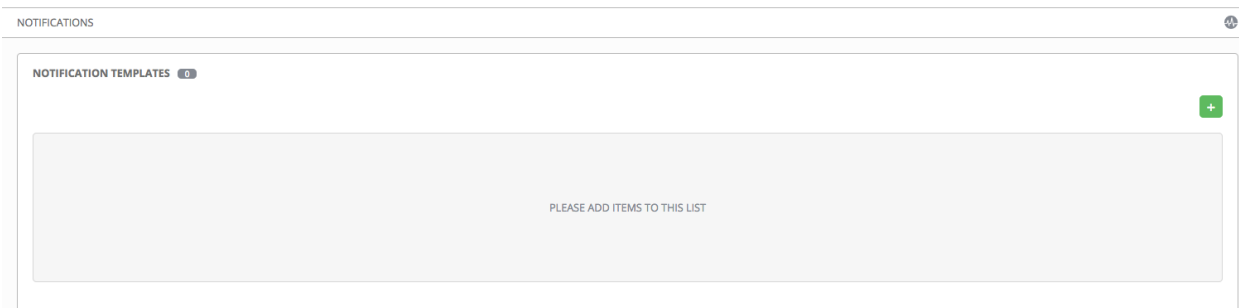 NOTIFICATIONS
NOTIFICATION TEMPLATES 0
+
PLEASE ADD ITEMS TO THIS LIST